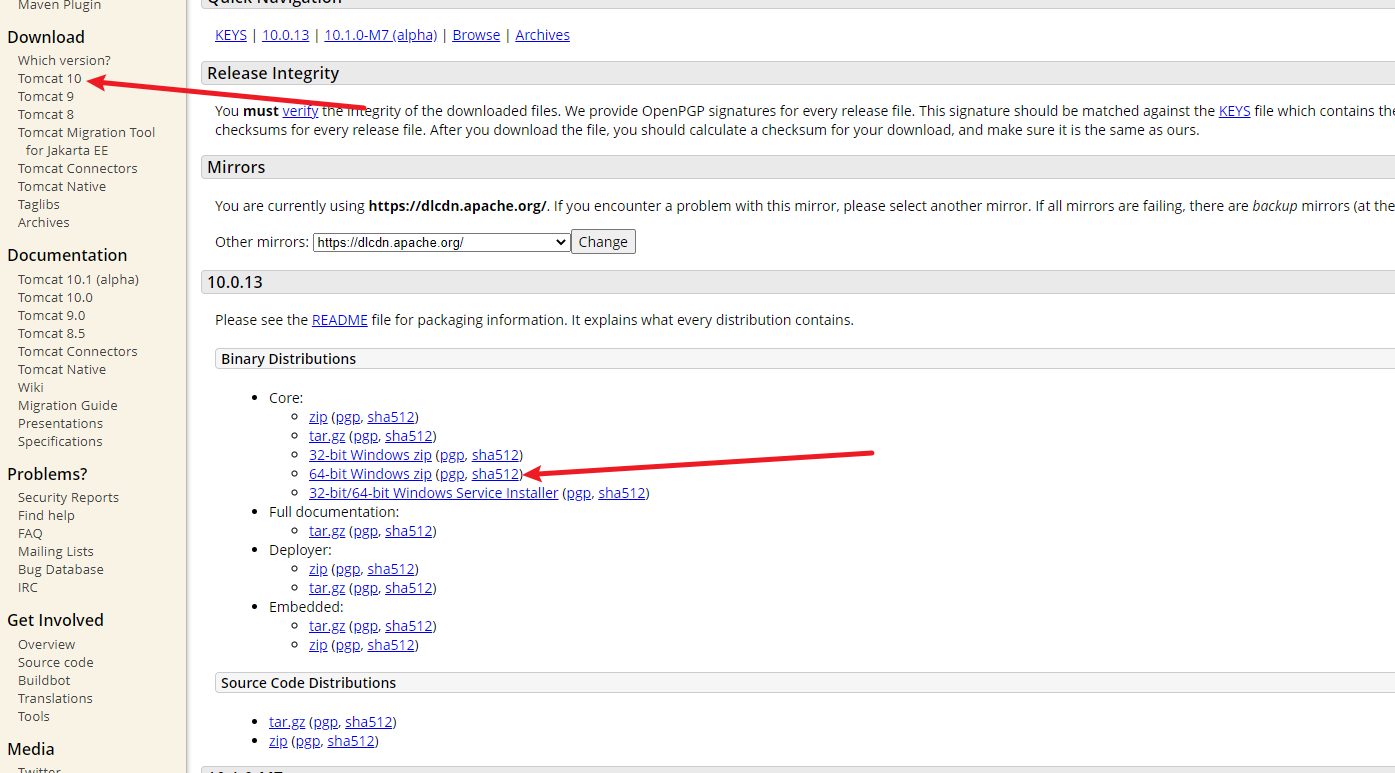 Maven Plugin
Download
Which version?
Tomcat 10
Tomcat 9
Tomcat 8
Tomcat Migration Tool
for Jakarta EE
Tomcat Connectors
Tomcat Native
Taglibs
Archives
Documentation
Tomcat 10.1 (alpha)
Tomcat 10.0
Tomcat 9.0
Tomcat 8.5
Tomcat Connectors
Tomcat Native
Wiki
Migration Guide
Presentations
Specifications
Problems?
Security Reports
Find help
FAQ
Mailing Lists
Bug Database
IRC
Get Involved
Overview
Source code
Buildbot
Translations
Tools
Media
Twitter
Quick Navigation
KEYS | 10.0.13 | 10.1.0-M7 (alpha) | Browse | Archives
Release Integrity
You must verify the integrity of the downloaded files. We provide OpenPGP signatures for every release file. This signature should be matched against the KEYS file which contains the
checksums for every release file. After you download the file, you should calculate a checksum for your download, and make sure it is the same as ours.
Mirrors
You are currently using https://dlcdn.apache.org/. If you encounter a problem with this mirror, please select another mirror. If all mirrors are failing, there are backup mirrors (at the
Other mirrors: https://dlcdn.apache.org/ Change
10.0.13
Please see the README file for packaging information. It explains what every distribution contains.
Binary Distributions
Core:
zip (pgp, sha512)
tar.gz (pgp, sha512)
32-bit Windows zip (pgp, sha512)
64-bit Windows zip (pgp, sha512)
32-bit/64-bit Windows Service Installer (pgp, sha512)
Full documentation:
tar.gz (pgp, sha512)
Deployer:
zip (pgp, sha512)
tar.gz (pgp, sha512)
Embedded:
tar.gz (pgp, sha512)
zip (pgp, sha512)
Source Code Distributions
tar.gz (pgp, sha512)
zip (pgp, sha512)